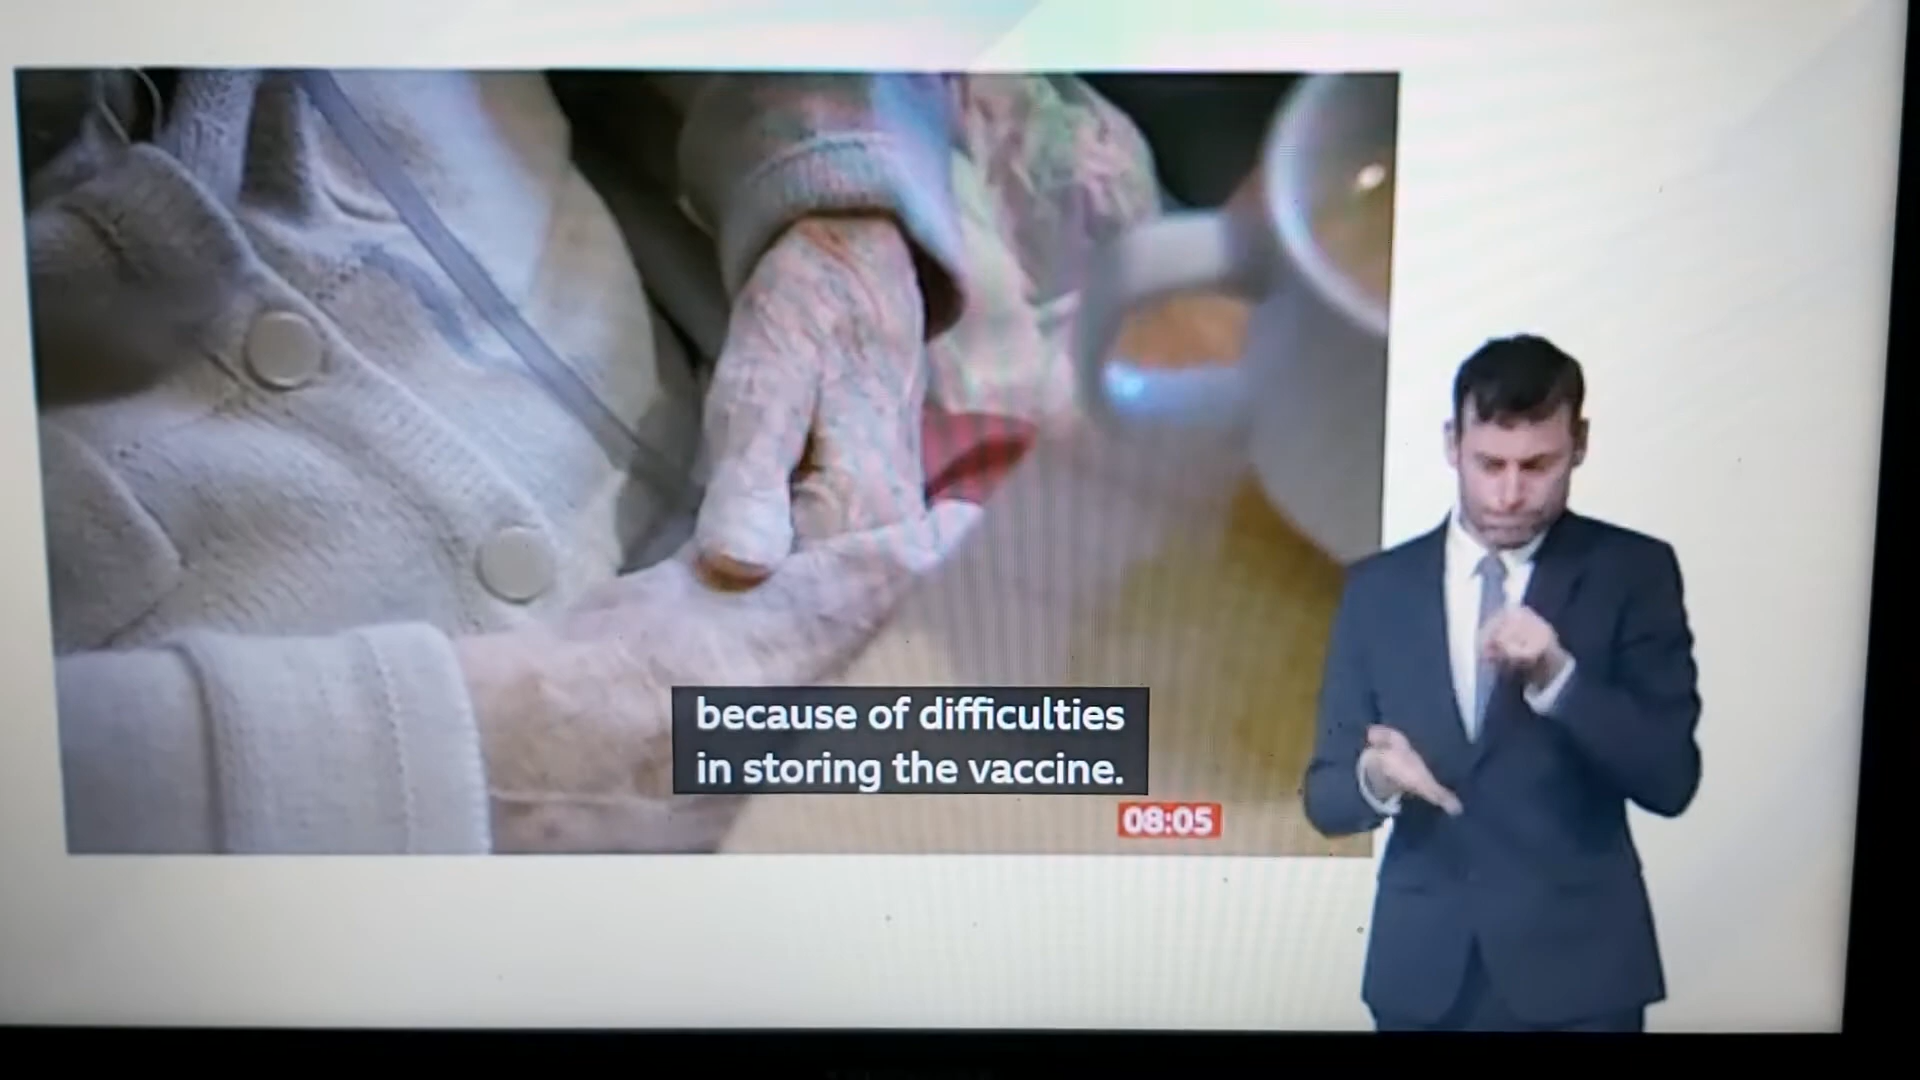 because of difficulties
in storing the vaccine.
08:05